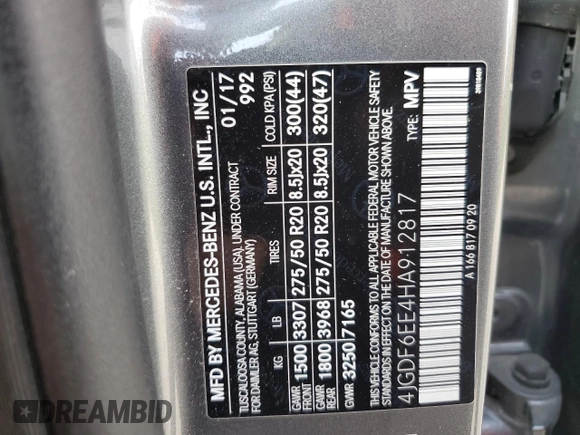 MFG BY MERCEDES-BENZ U.S. INTL., INC
TUSCALOOSA COUNTY, ALABAMA (USA), UNDER CONTRACT
FOR DAIMLER AG, STUTTGART (GERMANY)
01/17
992
KG LB TIRES RIM SIZE COLD KPA(PSI)
GAWR FRONT 1500 3307 275/50 R20 8.5Jx20 300(44)
GAWR REAR 1800 3968 275/50 R20 8.5Jx20 320(47)
GVWR 3250 7165
THIS VEHICLE CONFORMS TO ALL APPLICABLE FEDERAL MOTOR VEHICLE SAFETY
STANDARDS IN EFFECT ON THE DATE OF MANUFACTURE SHOWN ABOVE.
TYPE: MPV
4JGDF6EE4HA912817
A 166 817 09 20
DREAMBID